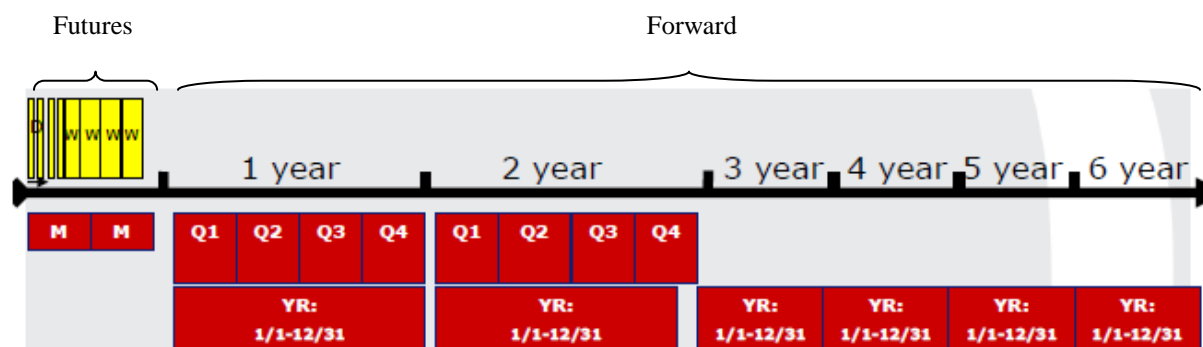 Futures Forward
D W W W W
1 year 2 year 3 year 4 year 5 year 6 year
M M Q1 Q2 Q3 Q4 Q1 Q2 Q3 Q4
YR: YR: YR: YR: YR: YR:
1/1-12/31 1/1-12/31 1/1-12/31 1/1-12/31 1/1-12/31 1/1-12/31